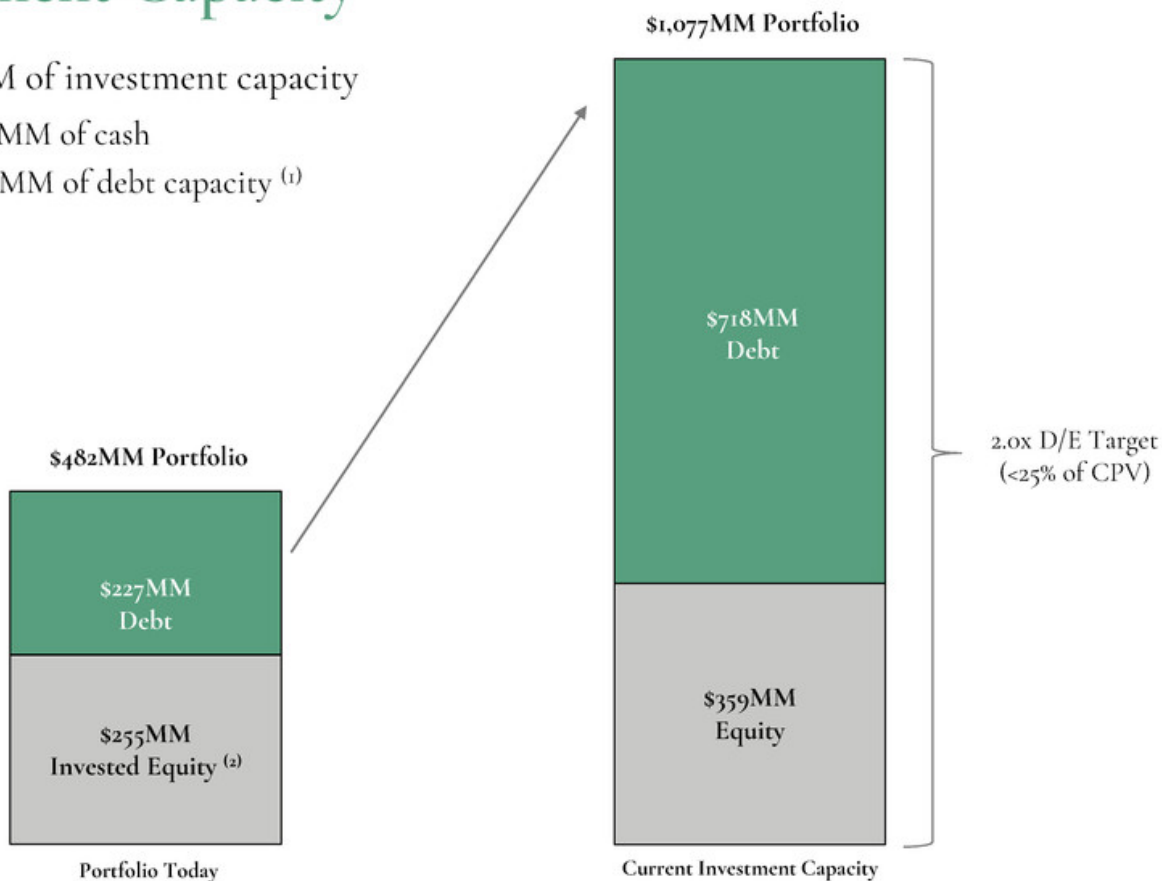 Capacity
$1,077MM Portfolio
M of investment capacity
MM of cash
MM of debt capacity (1)
$718MM
Debt
2.0x D/E Target
(<25% of CPV)
$482MM Portfolio
$227MM
Debt
$359MM
Equity
$255MM
Invested Equity (2)
Portfolio Today
Current Investment Capacity